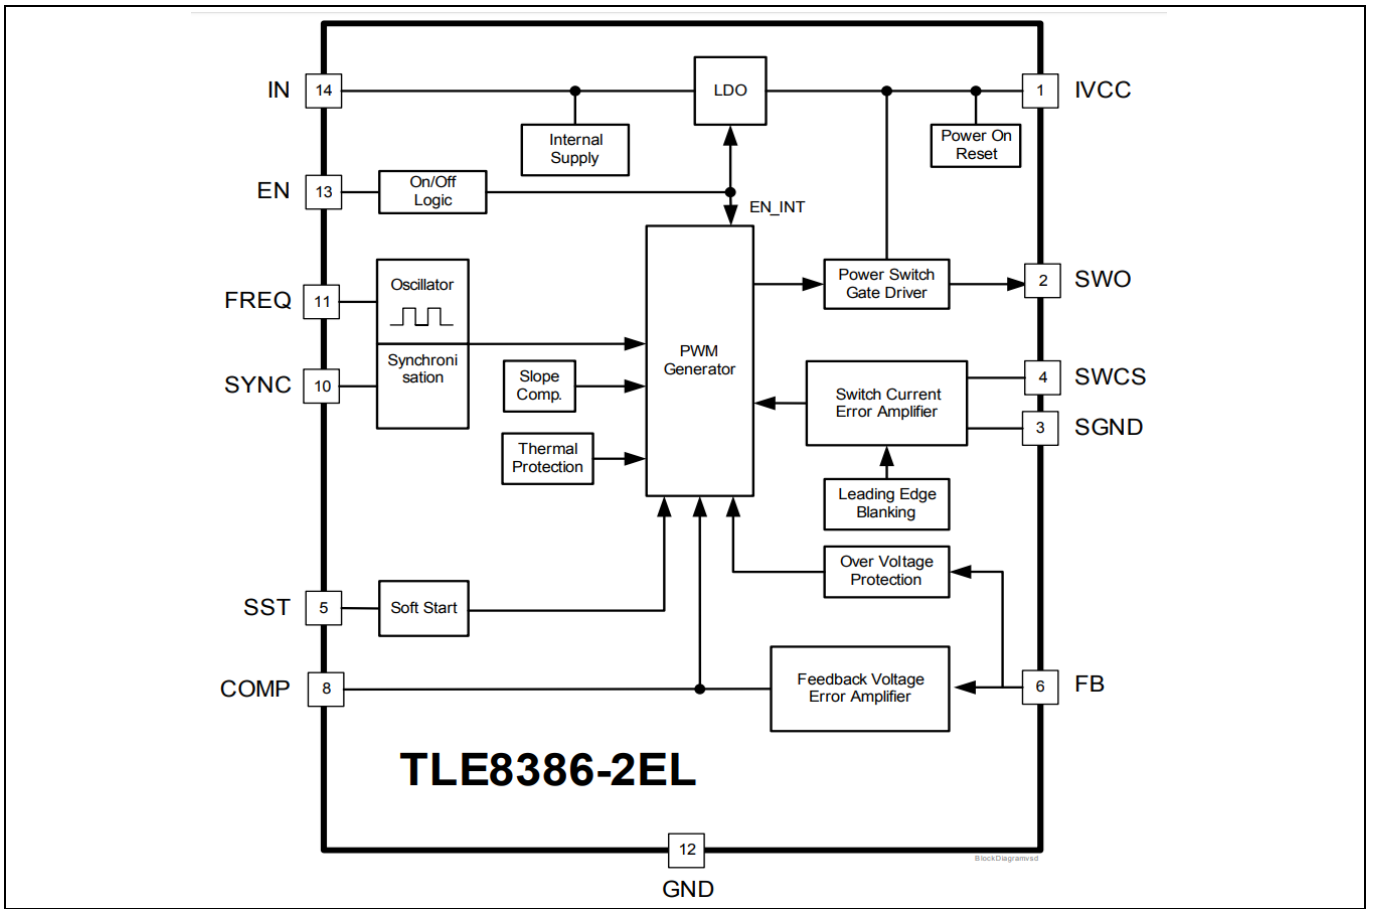 LDO
IN
14
1
IVCC
Internal
Supply
Power On
Reset
EN
13
On/Off
Logic
EN_INT
Oscillator
FREQ
11
Power Switch
Gate Driver
2
SWO
Synchroni
sation
SYNC
10
PWM
Generator
Slope
Comp.
Switch Current
Error Amplifier
4
SWCS
3
SGND
Thermal
Protection
Leading Edge
Blanking
Over Voltage
Protection
SST
5
Soft Start
COMP
8
Feedback Voltage
Error Amplifier
6
FB
TLE8386-2EL
12
GND
BlockDiagramvsd